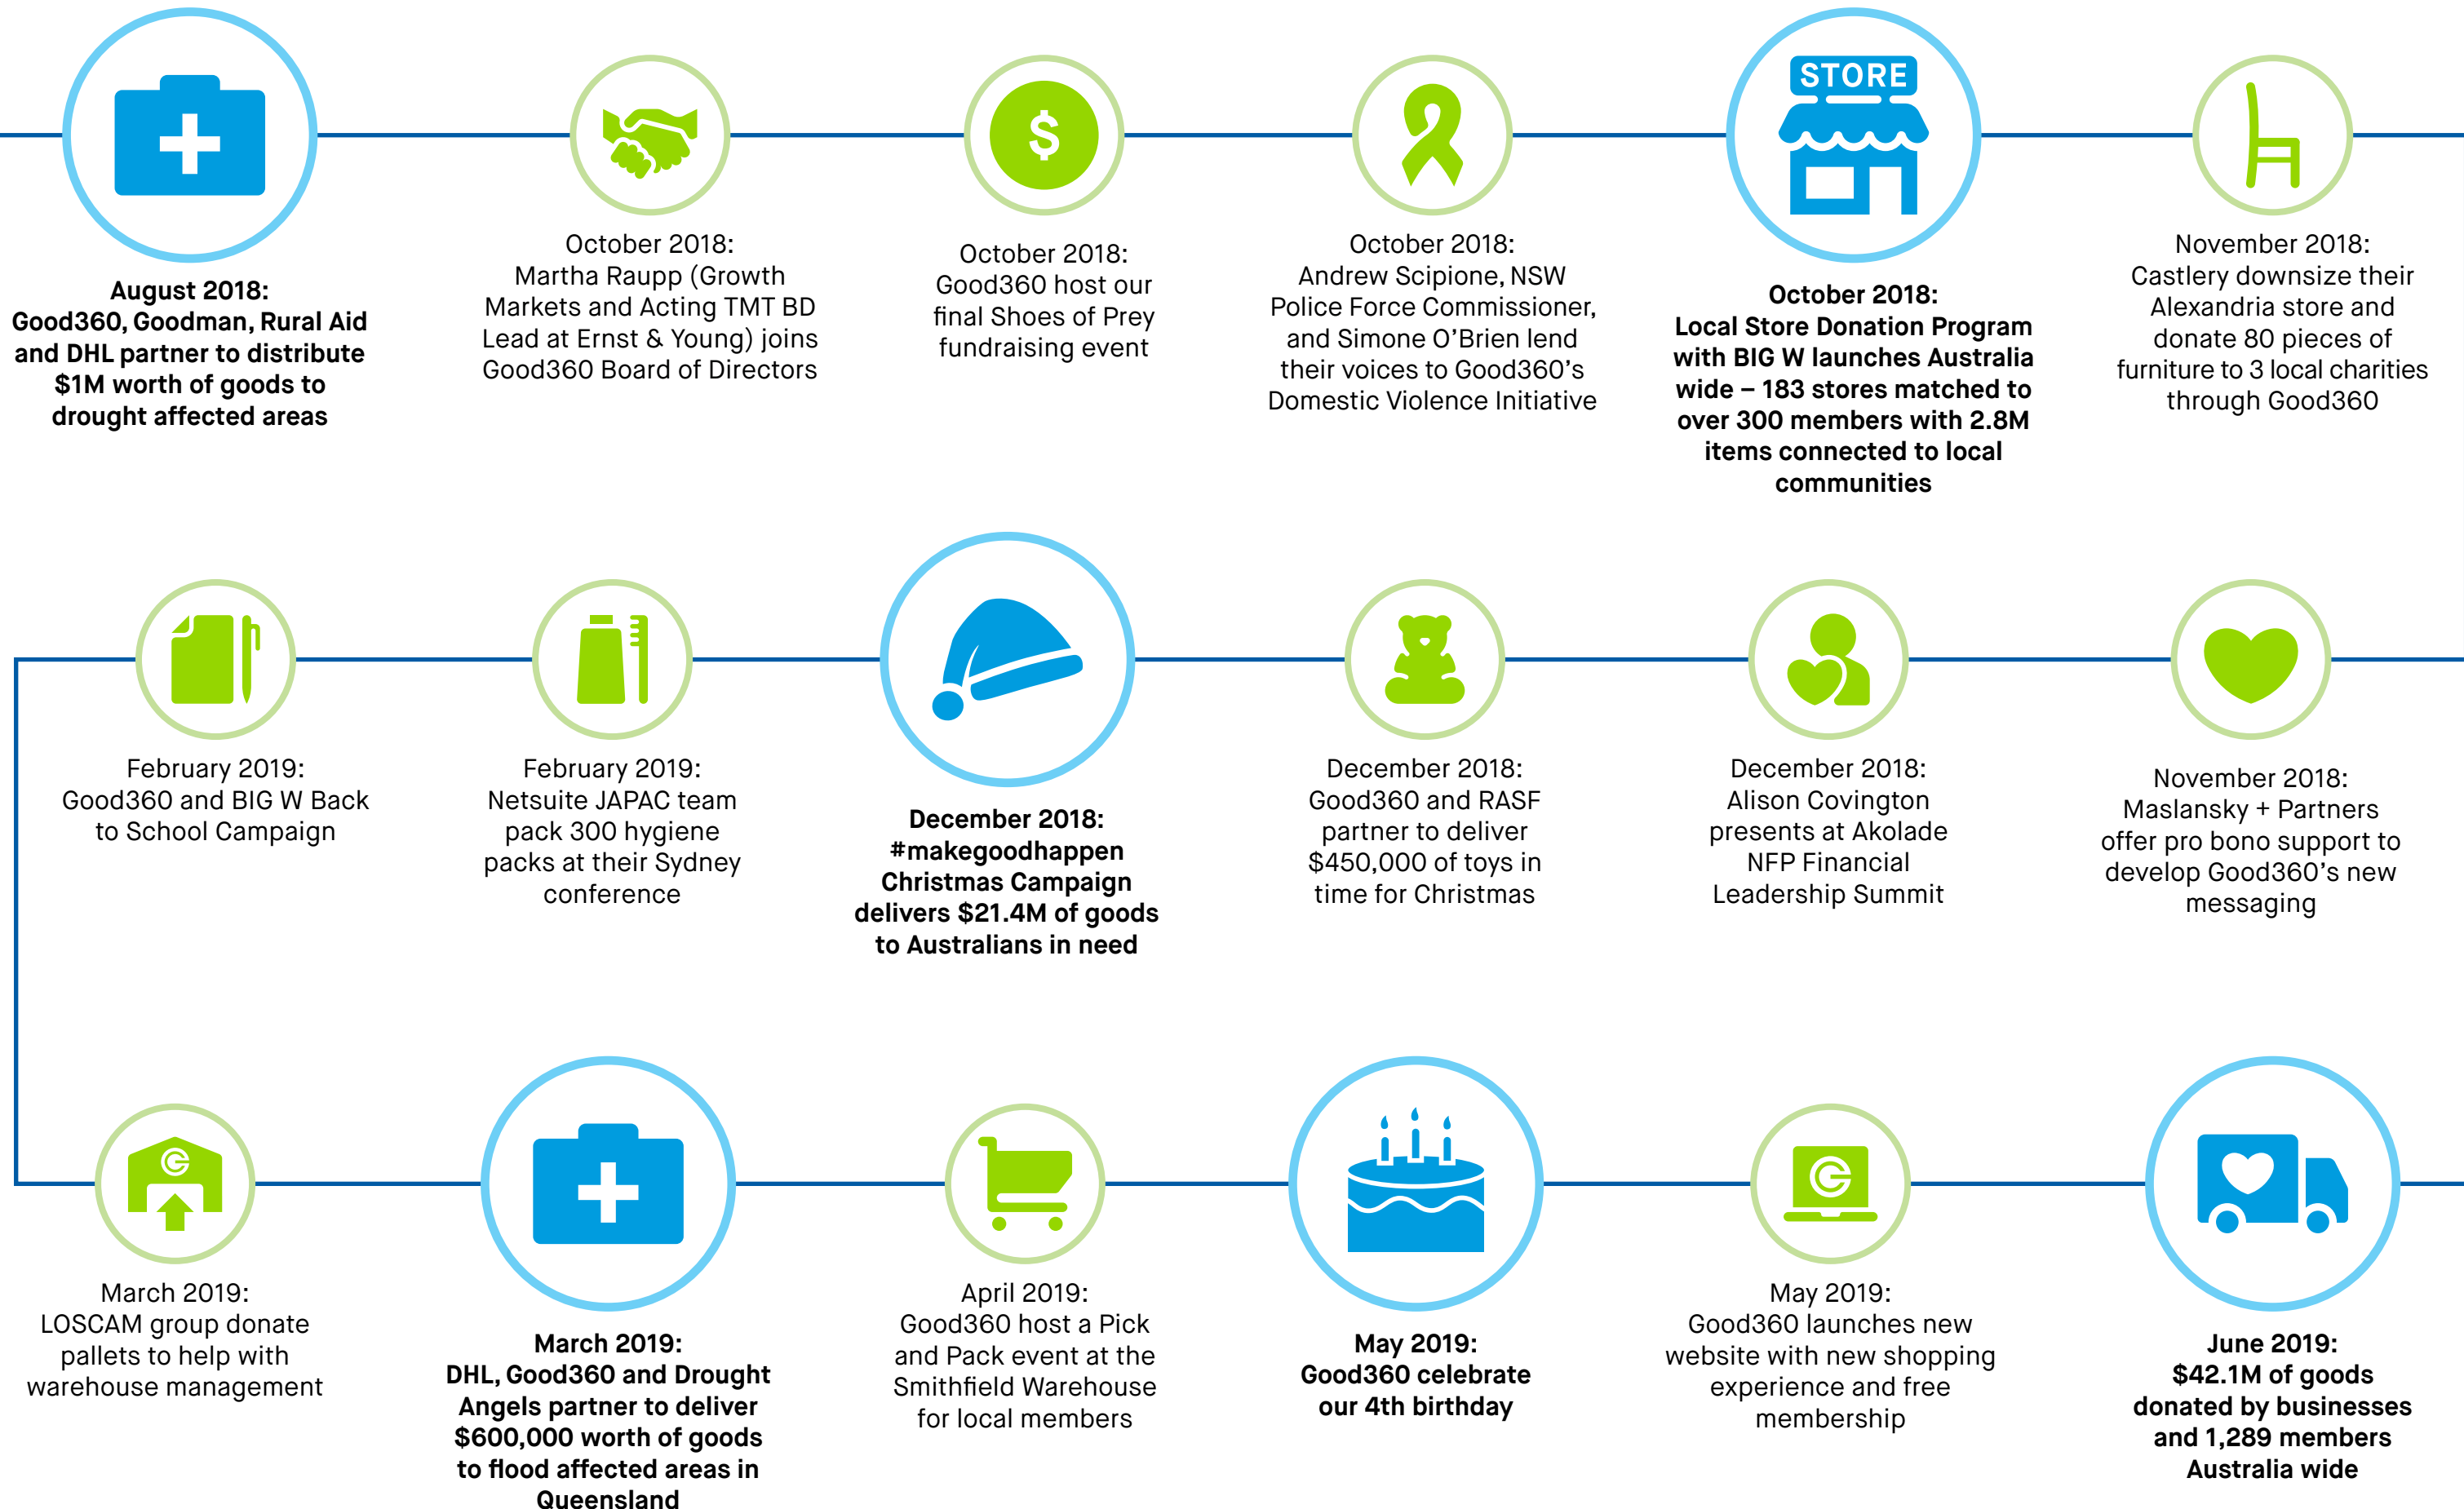 STORE
August 2018:
Good360, Goodman, Rural Aid
and DHL partner to distribute
$1M worth of goods to
drought affected areas
October 2018:
Martha Raupp (Growth
Markets and Acting TMT BD
Lead at Ernst & Young) joins
Good360 Board of Directors
October 2018:
Good360 host our
final Shoes of Prey
fundraising event
October 2018:
Andrew Scipione, NSW
Police Force Commissioner,
and Simone O'Brien lend
their voices to Good360's
Domestic Violence Initiative
October 2018:
Local Store Donation Program
with BIG W launches Australia
wide – 183 stores matched to
over 300 members with 2.8M
items connected to local
communities
November 2018:
Castlery downsize their
Alexandria store and
donate 80 pieces of
furniture to 3 local charities
through Good360
February 2019:
Good360 and BIG W Back
to School Campaign
February 2019:
Netsuite JAPAC team
pack 300 hygiene
packs at their Sydney
conference
December 2018:
#makegoodhappen
Christmas Campaign
delivers $21.4M of goods
to Australians in need
December 2018:
Good360 and RASF
partner to deliver
$450,000 of toys in
time for Christmas
December 2018:
Alison Covington
presents at Akolade
NFP Financial
Leadership Summit
November 2018:
Maslansky + Partners
offer pro bono support to
develop Good360's new
messaging
March 2019:
LOSCAM group donate
pallets to help with
warehouse management
March 2019:
DHL, Good360 and Drought
Angels partner to deliver
$600,000 worth of goods
to flood affected areas in
Queensland
April 2019:
Good360 host a Pick
and Pack event at the
Smithfield Warehouse
for local members
May 2019:
Good360 celebrate
our 4th birthday
May 2019:
Good360 launches new
website with new shopping
experience and free
membership
June 2019:
$42.1M of goods
donated by businesses
and 1,289 members
Australia wide